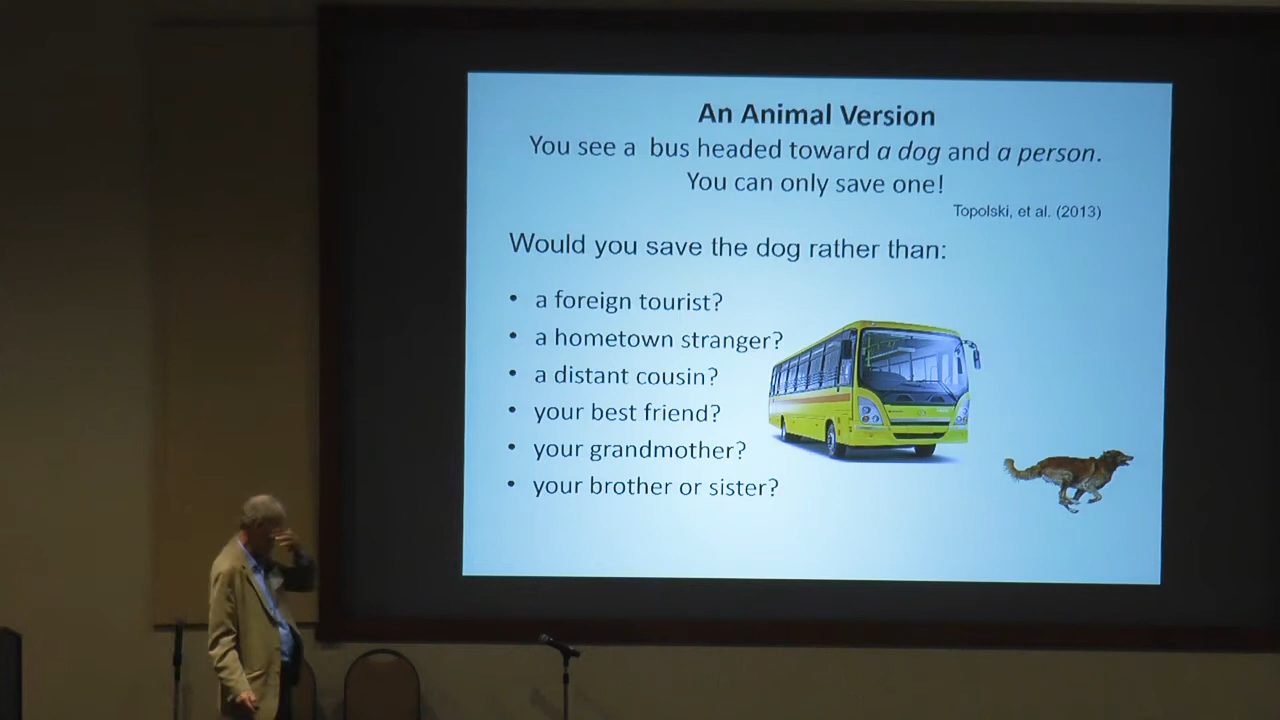 An Animal Version
You see a bus headed toward a dog and a person.
You can only save one!
Topolski, et al. (2013)
Would you save the dog rather than:
• a foreign tourist?
• a hometown stranger?
• a distant cousin?
• your best friend?
• your grandmother?
• your brother or sister?